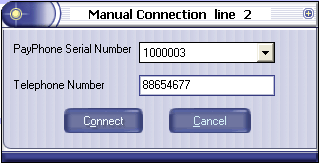 Manual Connection line 2
PayPhone Serial Number 1000003
Telephone Number 88654677
Connect Cancel